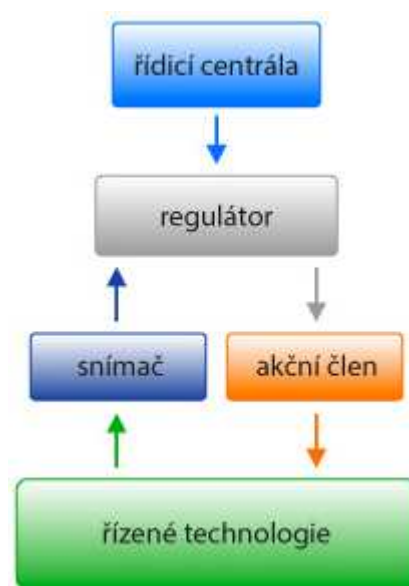 řídicí centrála
regulátor
snímač
akční člen
řízené technologie